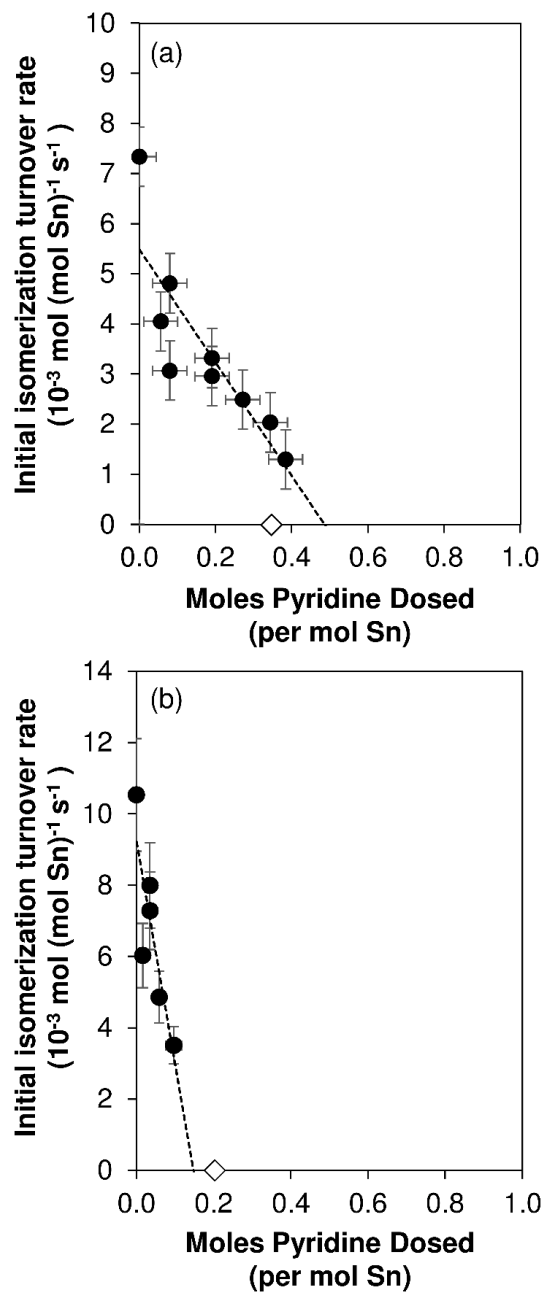 (a)
Initial isomerization turnover rate
(10⁻³ mol (mol Sn)⁻¹ s⁻¹ )
10
9
8
7
6
5
4
3
2
1
0
0.0 0.2 0.4 0.6 0.8 1.0
Moles Pyridine Dosed
(per mol Sn)
(b)
Initial isomerization turnover rate
(10⁻³ mol (mol Sn)⁻¹ s⁻¹ )
14
12
10
8
6
4
2
0
0.0 0.2 0.4 0.6 0.8 1.0
Moles Pyridine Dosed
(per mol Sn)